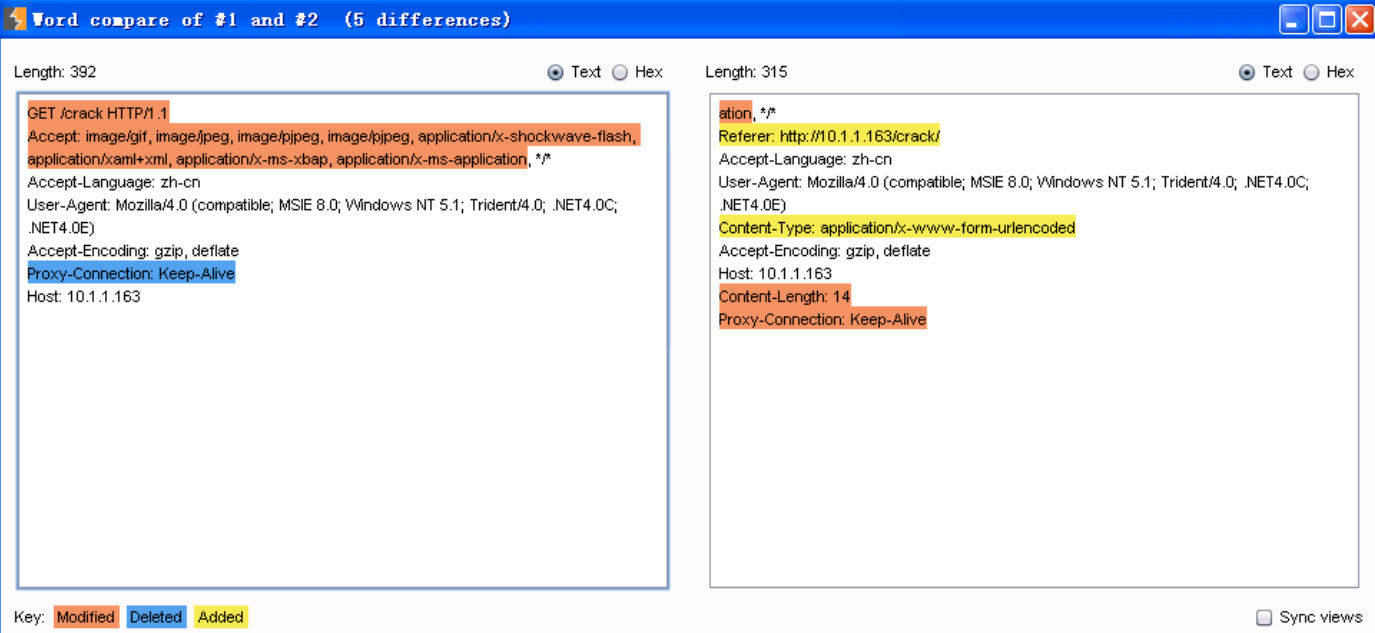 Word compare of #1 and #2 (5 differences)
Length: 392
Text
Hex
Length: 315
Text
Hex
GET /crack HTTP/1.1
Accept: image/gif, image/jpeg, image/pjpeg, image/pjpeg, application/x-shockwave-flash,
application/xaml+xml, application/x-ms-xbap, application/x-ms-application, */*
Accept-Language: zh-cn
User-Agent: Mozilla/4.0 (compatible; MSIE 8.0; Windows NT 5.1; Trident/4.0; .NET4.0C;
.NET4.0E)
Accept-Encoding: gzip, deflate
Proxy-Connection: Keep-Alive
Host: 10.1.1.163
ation, */*
Referer: http://10.1.1.163/crack/
Accept-Language: zh-cn
User-Agent: Mozilla/4.0 (compatible; MSIE 8.0; Windows NT 5.1; Trident/4.0; .NET4.0C;
.NET4.0E)
Content-Type: application/x-www-form-urlencoded
Accept-Encoding: gzip, deflate
Host: 10.1.1.163
Content-Length: 14
Proxy-Connection: Keep-Alive
Key: Modified Deleted Added
Sync views